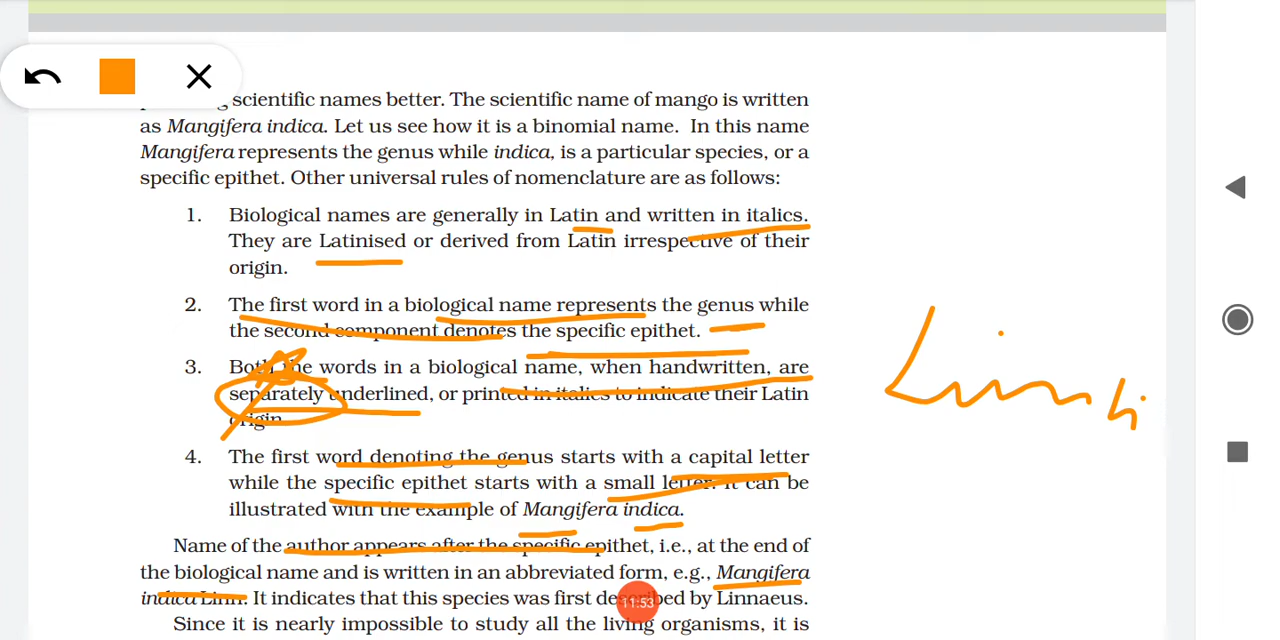 scientific names better. The scientific name of mango is written
as Mangifera indica. Let us see how it is a binomial name. In this name
Mangifera represents the genus while indica, is a particular species, or a
specific epithet. Other universal rules of nomenclature are as follows:
1. Biological names are generally in Latin and written in italics.
They are Latinised or derived from Latin irrespective of their
origin.
2. The first word in a biological name represents the genus while
the second component denotes the specific epithet.
3. Both the words in a biological name, when handwritten, are
separately underlined, or printed in italics to indicate their Latin
origin.
4. The first word denoting the genus starts with a capital letter
while the specific epithet starts with a small letter. It can be
illustrated with the example of Mangifera indica.
Name of the author appears after the specific epithet, i.e., at the end of
the biological name and is written in an abbreviated form, e.g., Mangifera
indica Linn. It indicates that this species was first described by Linnaeus.
Since it is nearly impossible to study all the living organisms, it is
11:53